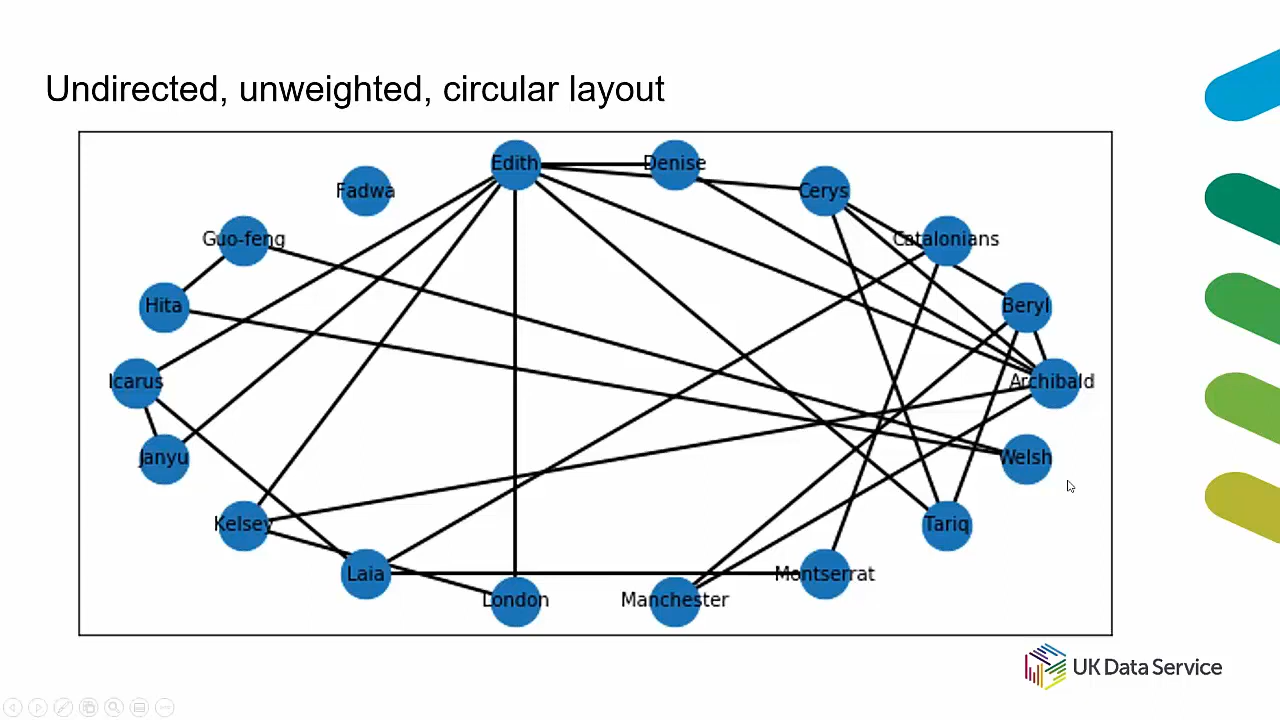 Undirected, unweighted, circular layout
Edith
Denise
Fadwa
Cerys
Guo-feng
Catalonians
Hita
Beryl
Icarus
Archibald
Janyu
Welsh
Kelsey
Tariq
Laia
Montserrat
London
Manchester
UK Data Service